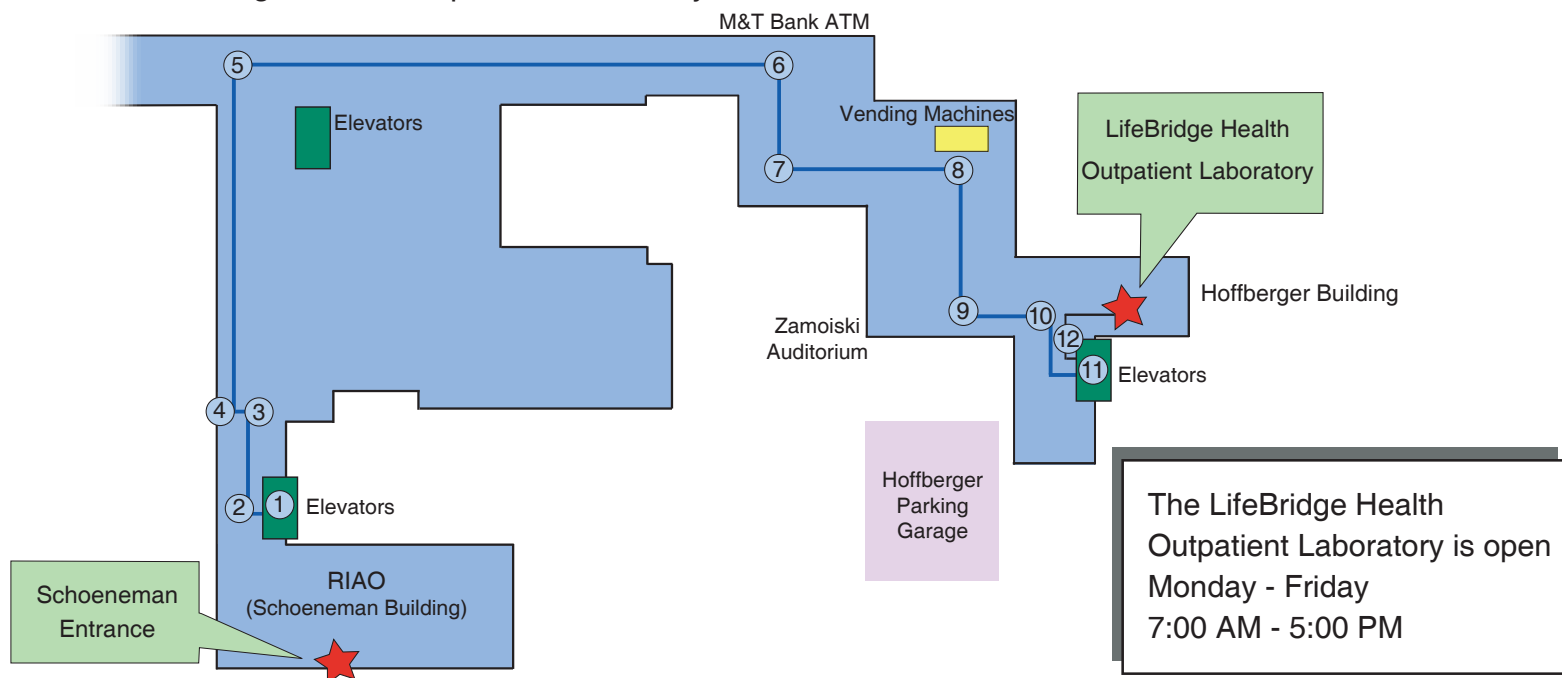 M&T Bank ATM
5
6
Elevators
Vending Machines
7
8
LifeBridge Health
Outpatient Laboratory
Hoffberger Building
9
10
12
Zamoiski
Auditorium
11
Elevators
4
3
2
1
Elevators
Hoffberger
Parking
Garage
The LifeBridge Health
Outpatient Laboratory is open
Monday - Friday
7:00 AM - 5:00 PM
Schoeneman
Entrance
RIAO
(Schoeneman Building)